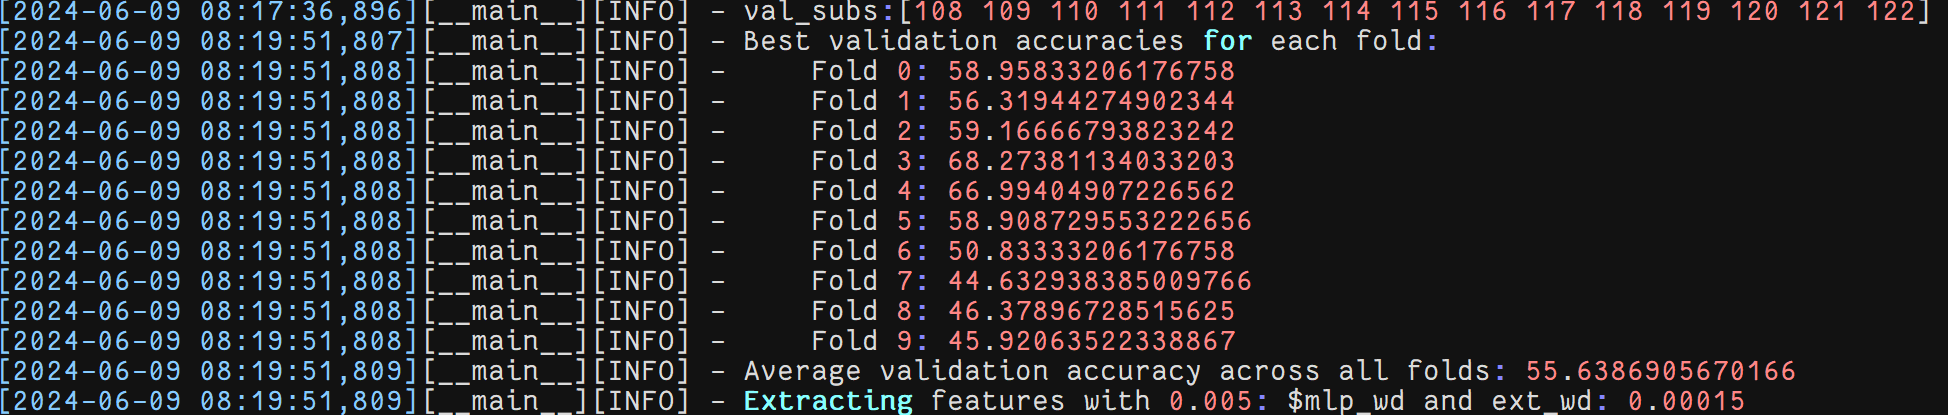 [2024-06-09 08:17:36,896][__main__][INFO] - val_subs:[108 109 110 111 112 113 114 115 116 117 118 119 120 121 122]
[2024-06-09 08:19:51,807][__main__][INFO] - Best validation accuracies for each fold:
[2024-06-09 08:19:51,808][__main__][INFO] -     Fold 0: 58.95833206176758
[2024-06-09 08:19:51,808][__main__][INFO] -     Fold 1: 56.31944274902344
[2024-06-09 08:19:51,808][__main__][INFO] -     Fold 2: 59.16666793823242
[2024-06-09 08:19:51,808][__main__][INFO] -     Fold 3: 68.27381134033203
[2024-06-09 08:19:51,808][__main__][INFO] -     Fold 4: 66.99404907226562
[2024-06-09 08:19:51,808][__main__][INFO] -     Fold 5: 58.908729553222656
[2024-06-09 08:19:51,808][__main__][INFO] -     Fold 6: 50.83333206176758
[2024-06-09 08:19:51,808][__main__][INFO] -     Fold 7: 44.632938385009766
[2024-06-09 08:19:51,808][__main__][INFO] -     Fold 8: 46.37896728515625
[2024-06-09 08:19:51,808][__main__][INFO] -     Fold 9: 45.92063522338867
[2024-06-09 08:19:51,809][__main__][INFO] - Average validation accuracy across all folds: 55.6386905670166
[2024-06-09 08:19:51,809][__main__][INFO] - Extracting features with 0.005: $mlp_wd and ext_wd: 0.00015